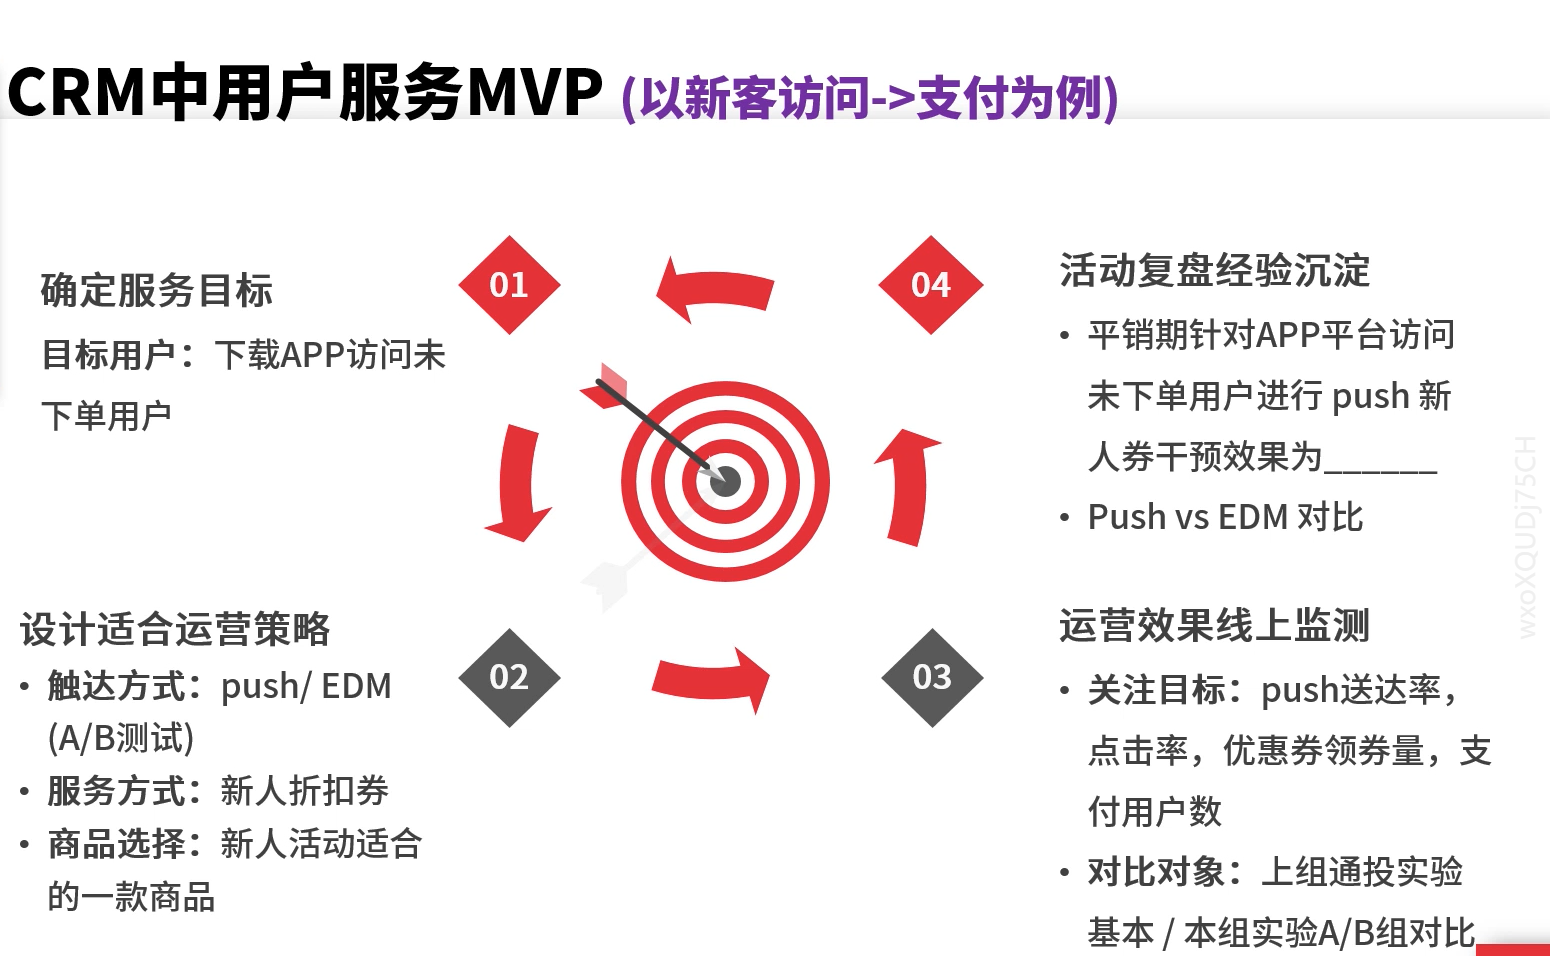 CRM中用户服务MVP (以新客访问->支付为例)
01
确定服务目标
目标用户：下载APP访问未
下单用户
02
设计适合运营策略
• 触达方式：push/ EDM
(A/B测试)
• 服务方式：新人折扣券
• 商品选择：新人活动适合
的一款商品
03
运营效果线上监测
• 关注目标：push送达率，
点击率，优惠券领券量，支
付用户数
• 对比对象：上组通投实验
基本 / 本组实验A/B组对比
04
活动复盘经验沉淀
• 平销期针对APP平台访问
未下单用户进行 push 新
人券干预效果为______
• Push vs EDM 对比
wxoXQUDj75CH